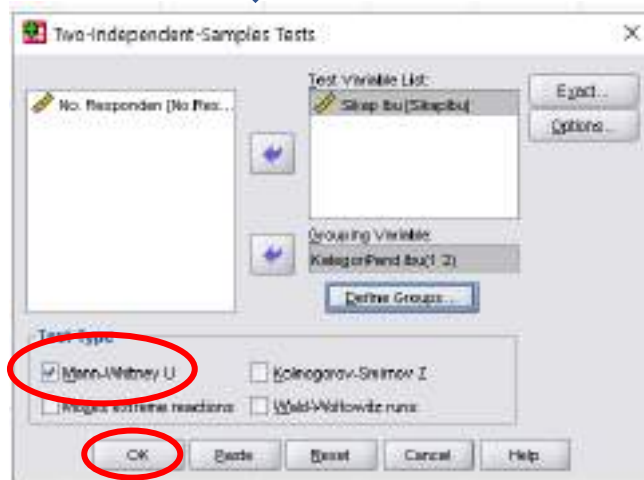 Two-Independent-Samples Tests
Test Variable List:
No. Responden [No Res...
Sikap Ibu [SikapIbu]
Exact...
Options...
Grouping Variable:
KategoriPend Ibu(1 2)
Define Groups...
Test Type
Mann-Whitney U
Kolmogorov-Smirnov Z
Moses extreme reactions
Wald-Wolfowitz runs
OK
Paste
Reset
Cancel
Help